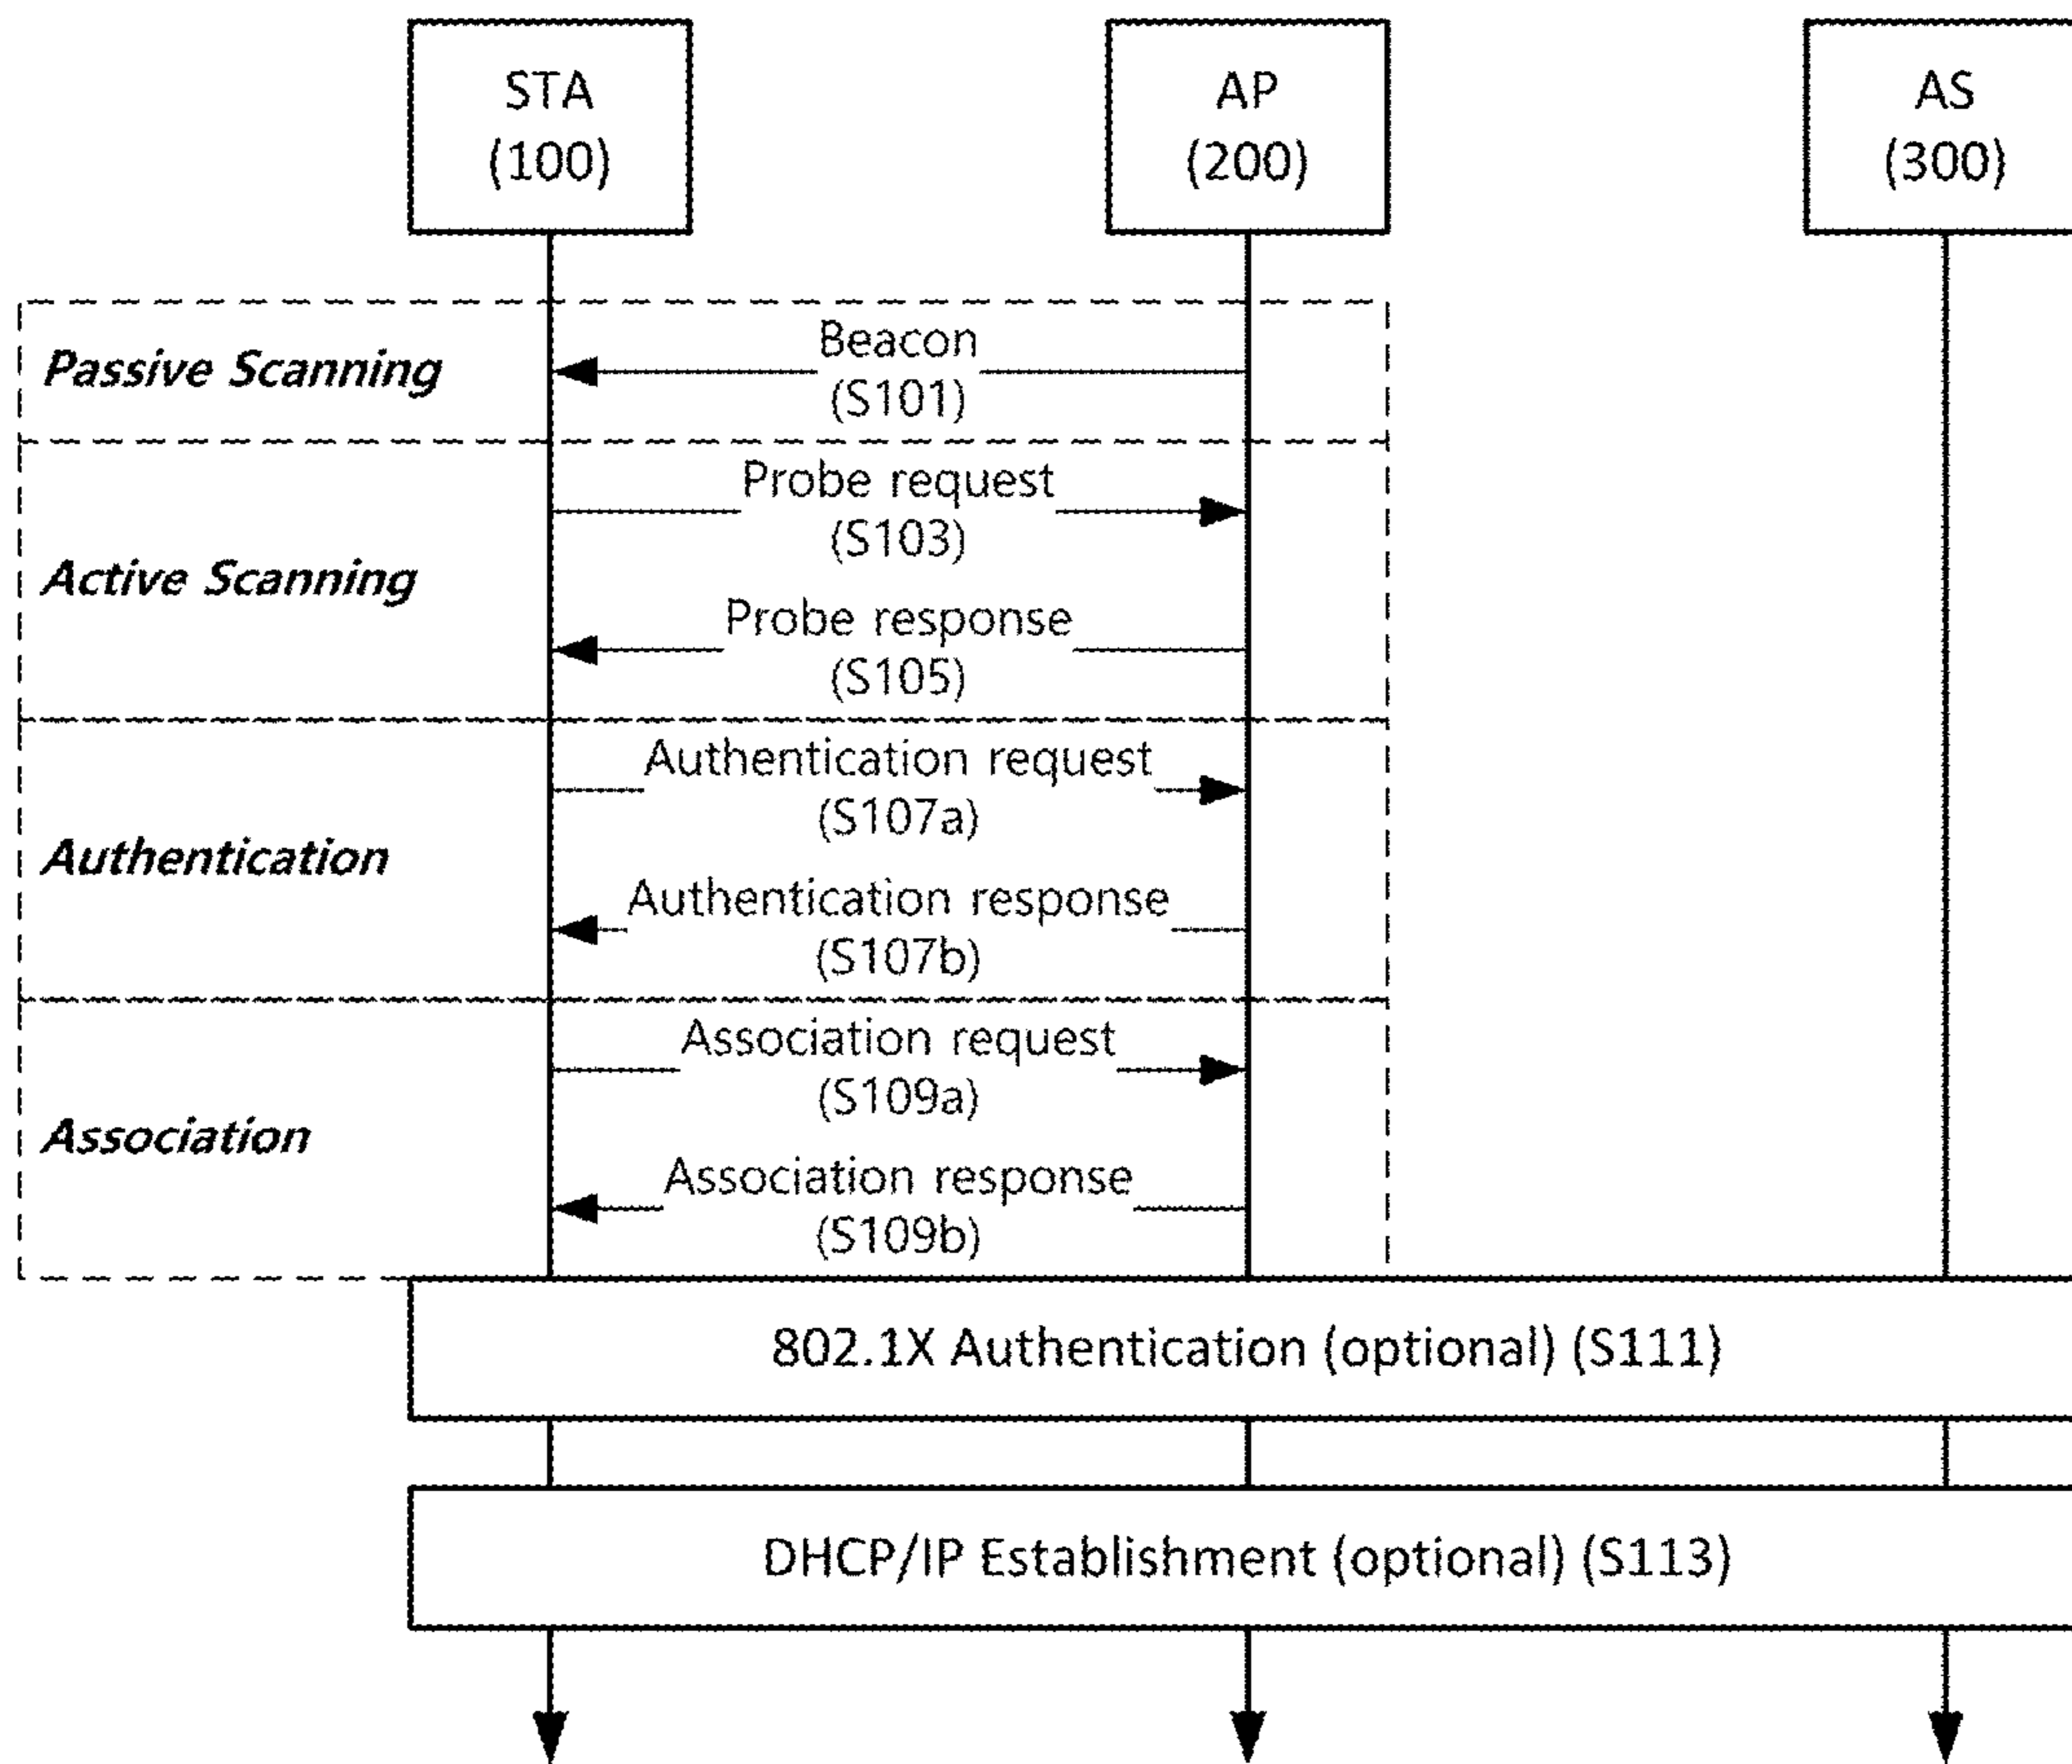 STA
(100)
AP
(200)
AS
(300)
Passive Scanning
Beacon
(S101)
Active Scanning
Probe request
(S103)
Probe response
(S105)
Authentication
Authentication request
(S107a)
Authentication response
(S107b)
Association
Association request
(S109a)
Association response
(S109b)
802.1X Authentication (optional) (S111)
DHCP/IP Establishment (optional) (S113)